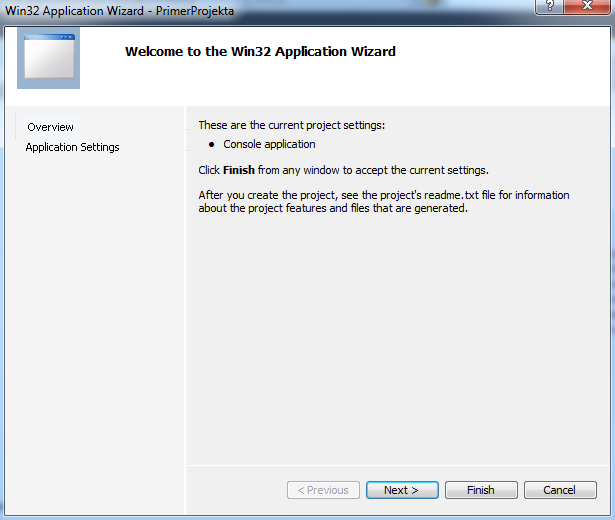 Win32 Application Wizard - PrimerProjekta
Welcome to the Win32 Application Wizard
Overview
Application Settings
These are the current project settings:
• Console application
Click Finish from any window to accept the current settings.
After you create the project, see the project's readme.txt file for information
about the project features and files that are generated.
< Previous
Next >
Finish
Cancel